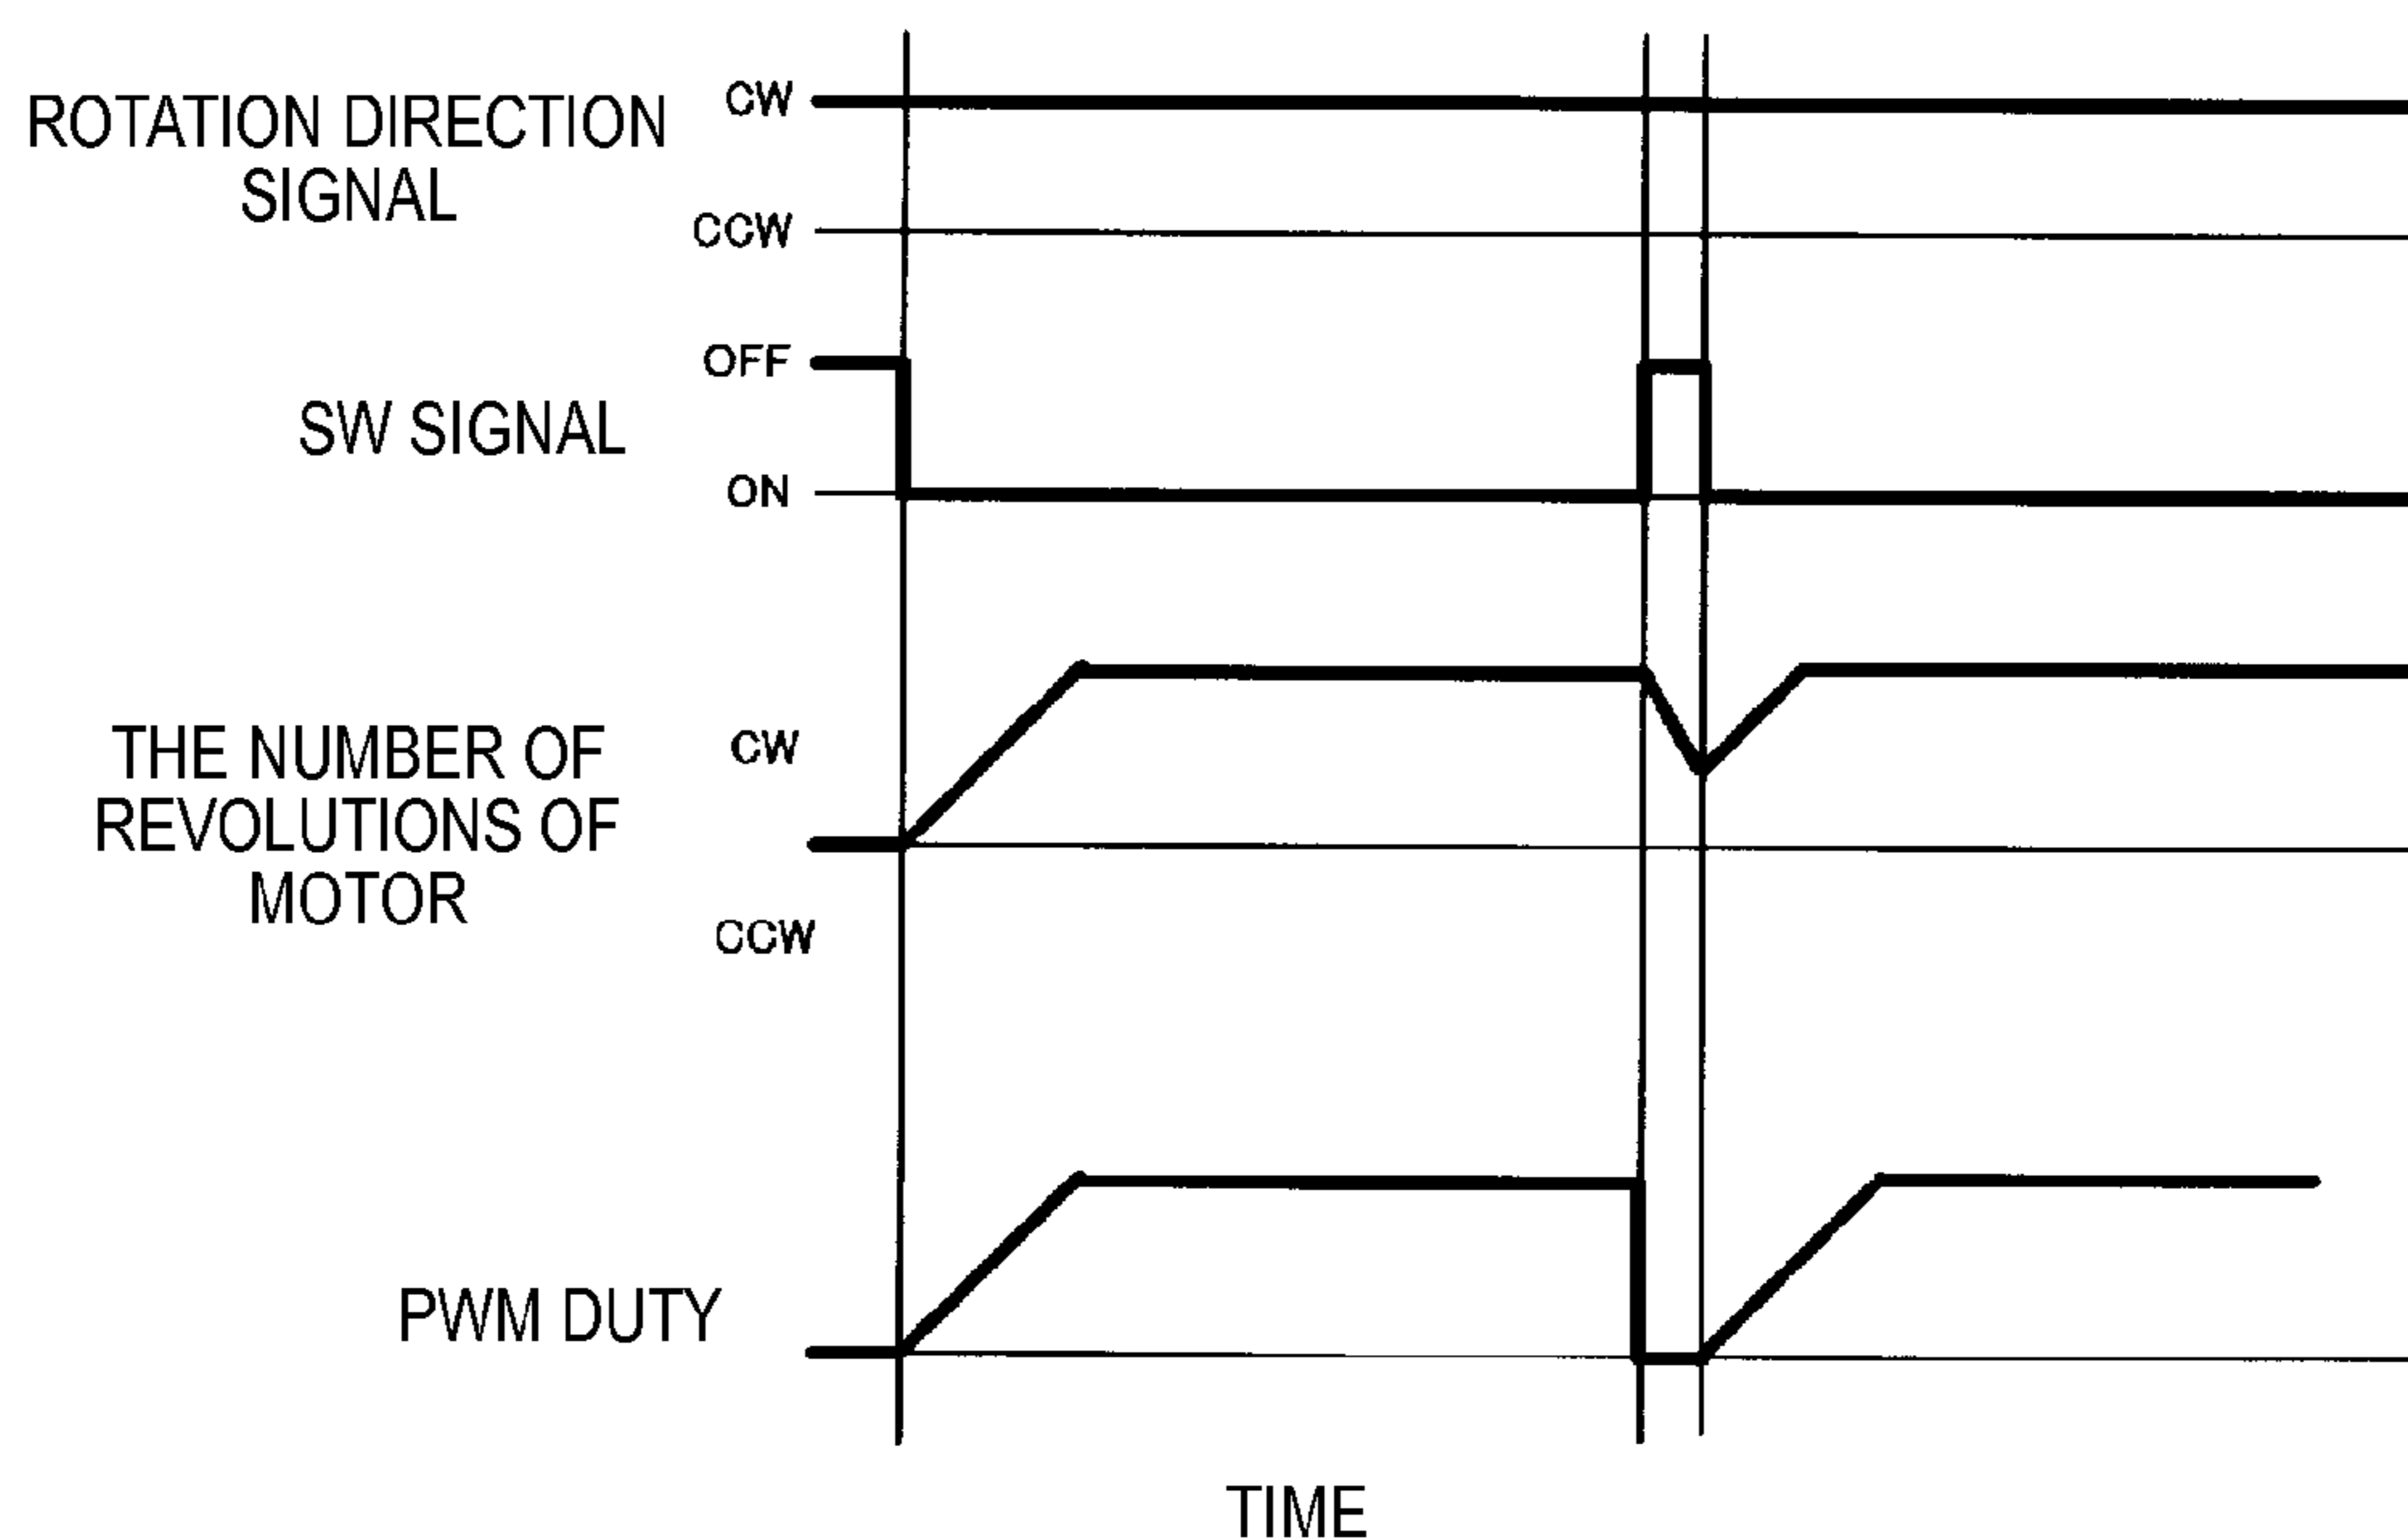 ROTATION DIRECTION
SIGNAL
CW
CCW
OFF
SW SIGNAL
ON
THE NUMBER OF
REVOLUTIONS OF
MOTOR
CW
CCW
PWM DUTY
TIME